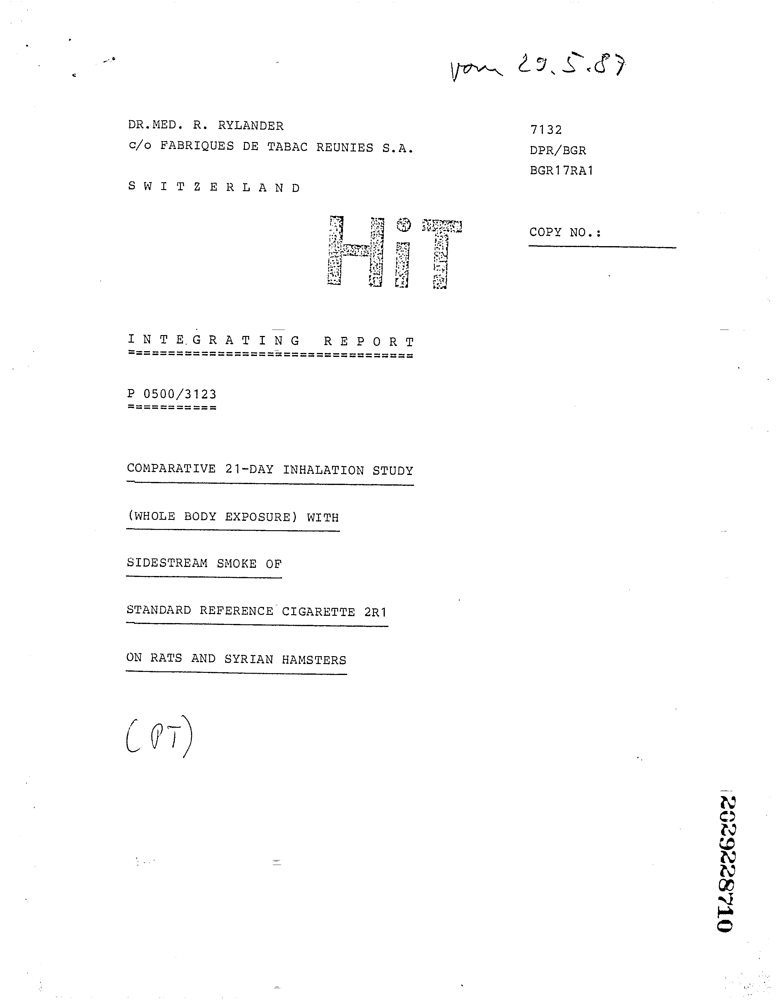 vom 29.5.87
DR.MED. R. RYLANDER
c/o FABRIQUES DE TABAC REUNIES S.A.
S W I T Z E R L A N D
7132
DPR/BGR
BGR17RA1
HiT
COPY NO.:
I N T E G R A T I N G   R E P O R T
P 0500/3123
COMPARATIVE 21-DAY INHALATION STUDY
(WHOLE BODY EXPOSURE) WITH
SIDESTREAM SMOKE OF
STANDARD REFERENCE CIGARETTE 2R1
ON RATS AND SYRIAN HAMSTERS
(PT)
2029228710